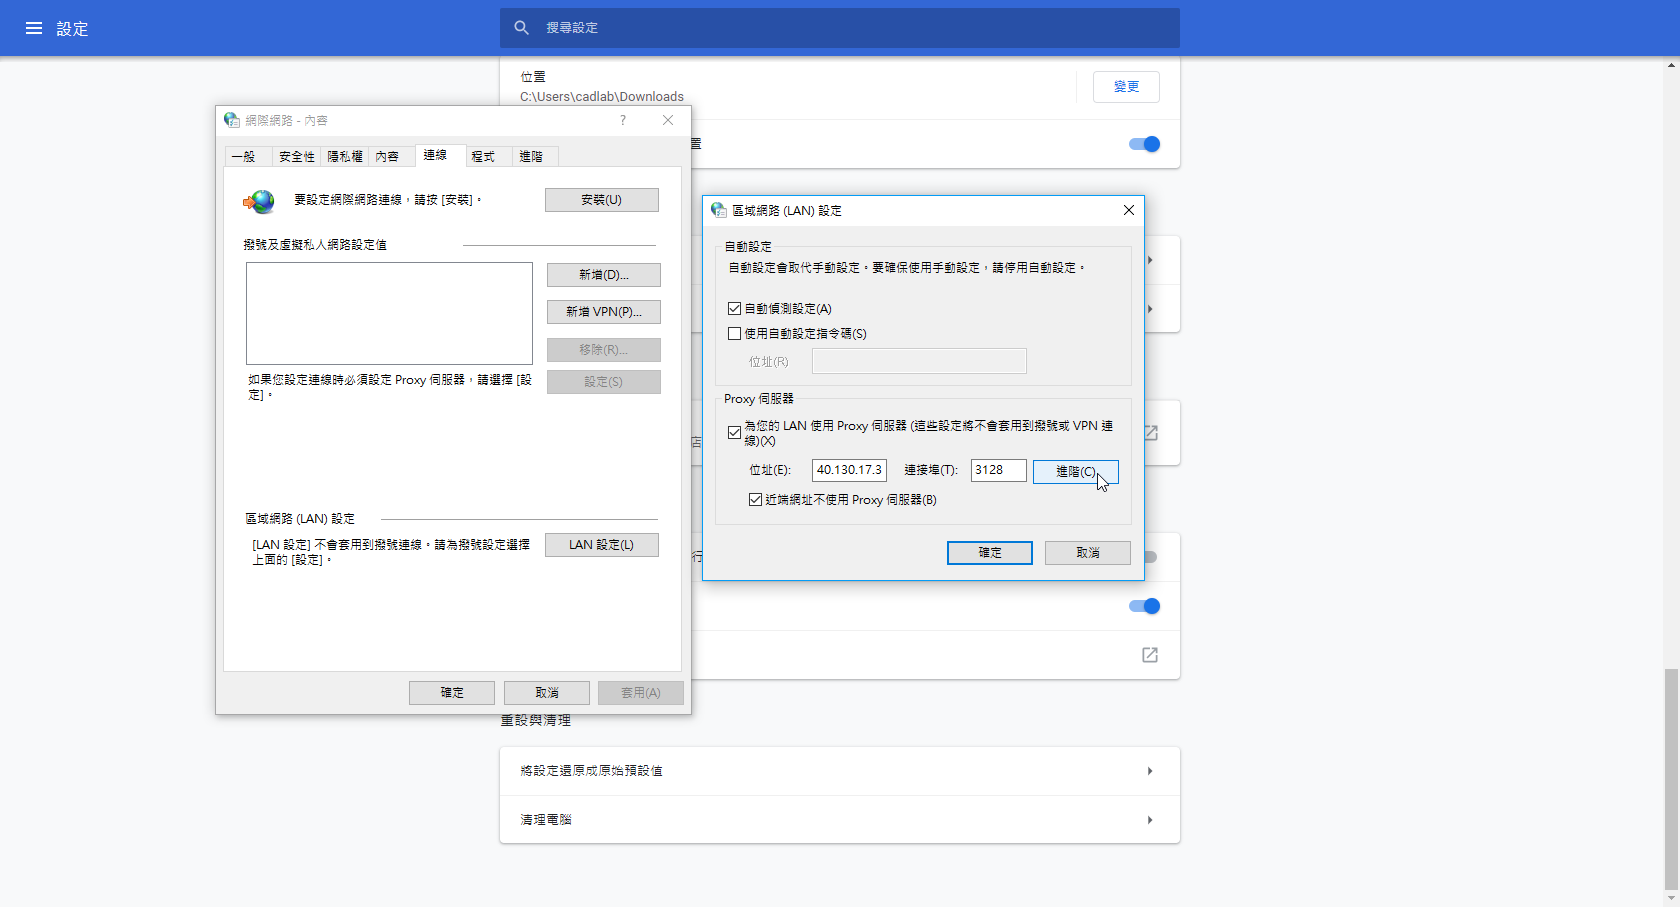 設定
搜尋設定
位置
C:\Users\cadlab\Downloads
變更
置
網際網路 - 內容
?
一般
安全性
隱私權
內容
連線
程式
進階
要設定網際網路連線，請按 [安裝]。
安裝(U)
撥號及虛擬私人網路設定值
新增(D)...
新增 VPN(P)...
移除(R)...
設定(S)
如果您設定連線時必須設定 Proxy 伺服器，請選擇 [設
定]。
區域網路 (LAN) 設定
[LAN 設定] 不會套用到撥號連線。請為撥號設定選擇
上面的 [設定]。
LAN 設定(L)
確定
取消
套用(A)
區域網路 (LAN) 設定
自動設定
自動設定會取代手動設定。要確保使用手動設定，請停用自動設定。
自動偵測設定(A)
使用自動設定指令碼(S)
位址(R)
Proxy 伺服器
為您的 LAN 使用 Proxy 伺服器 (這些設定將不會套用到撥號或 VPN 連
線)(X)
位址(E):
40.130.17.3
連接埠(T):
3128
進階(C)
近端網址不使用 Proxy 伺服器(B)
確定
取消
店
行
重設與清理
將設定還原成原始預設值
清理電腦